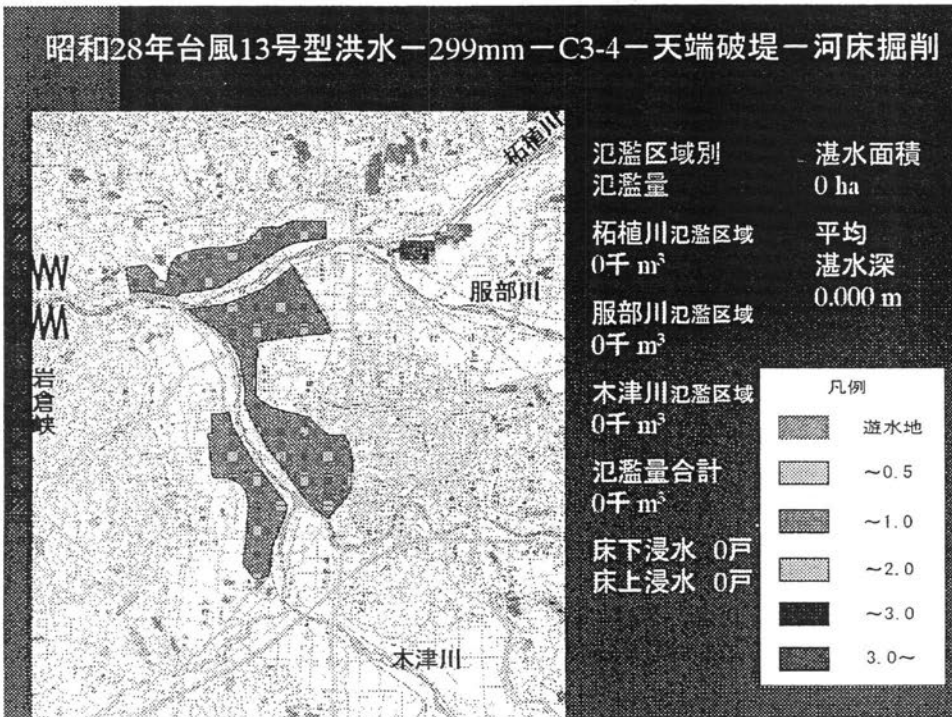 昭和28年台風13号型洪水－299mm－C3-4－天端破堤－河床掘削
柘植川
服部川
岩倉峡
木津川
氾濫区域別
氾濫量
湛水面積
0 ha
柘植川氾濫区域
0千 m³
平均
湛水深
0.000 m
服部川氾濫区域
0千 m³
木津川氾濫区域
0千 m³
氾濫量合計
0千 m³
床下浸水 0戸
床上浸水 0戸
凡例
遊水地
～0.5
～1.0
～2.0
～3.0
3.0～